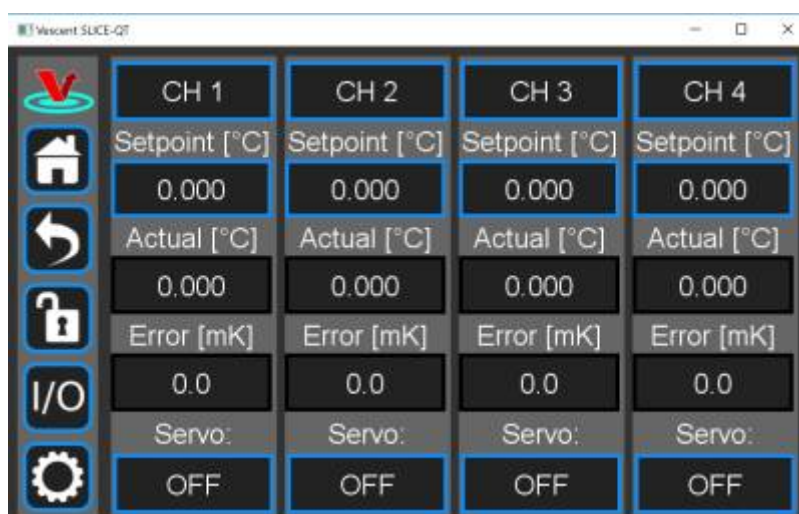 Vescent SLICE-QT
CH 1 CH 2 CH 3 CH 4
Setpoint [°C] Setpoint [°C] Setpoint [°C] Setpoint [°C]
0.000 0.000 0.000 0.000
Actual [°C] Actual [°C] Actual [°C] Actual [°C]
0.000 0.000 0.000 0.000
Error [mK] Error [mK] Error [mK] Error [mK]
I/O 0.0 0.0 0.0 0.0
Servo: Servo: Servo: Servo:
OFF OFF OFF OFF